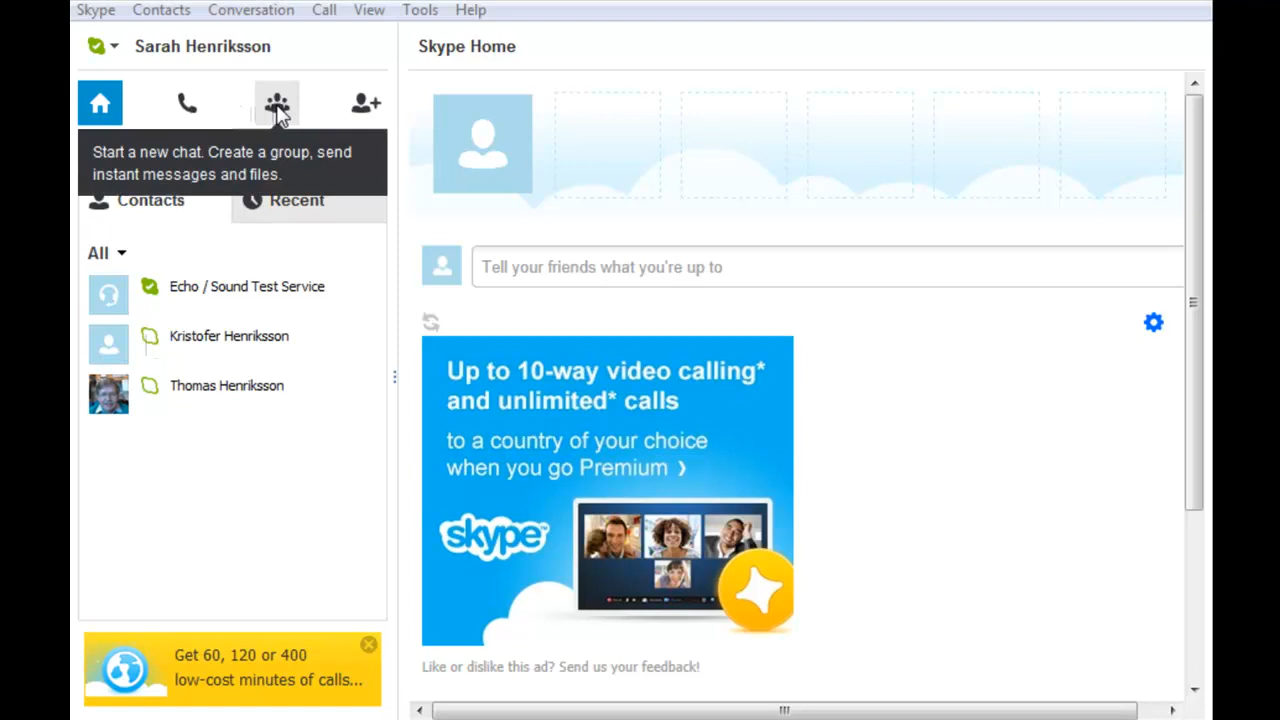 Skype Contacts Conversation Call View Tools Help
Sarah Henriksson
Start a new chat. Create a group, send
instant messages and files.
Contacts
Recent
All
Echo / Sound Test Service
Kristofer Henriksson
Thomas Henriksson
Get 60, 120 or 400
low-cost minutes of calls...
Skype Home
Tell your friends what you're up to
Up to 10-way video calling*
and unlimited* calls
to a country of your choice
when you go Premium ❯
skype™
Like or dislike this ad? Send us your feedback!